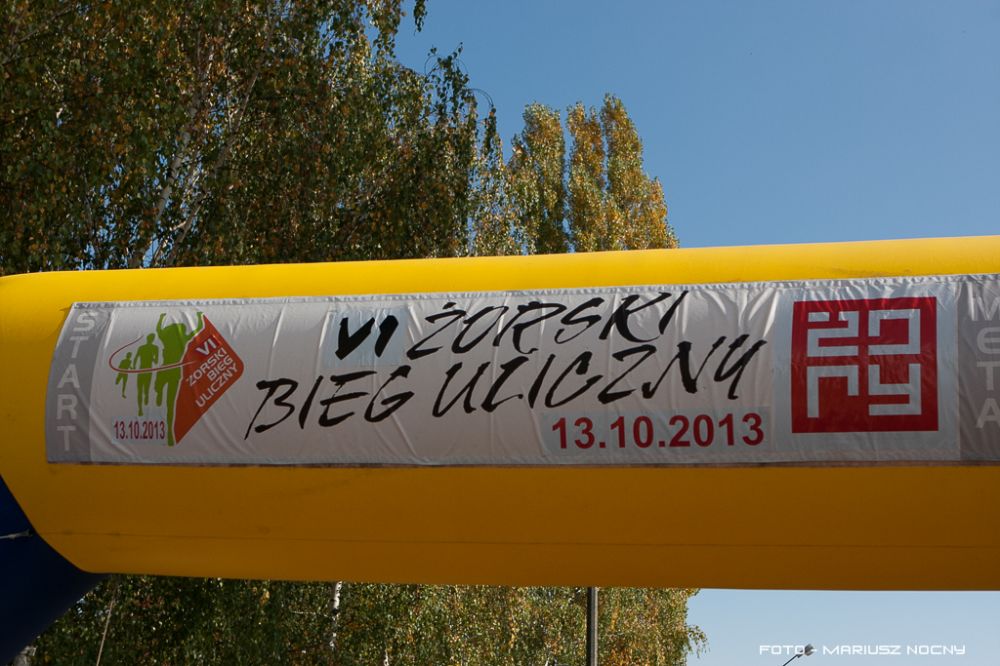 START
VI
ŻORSKI
BIEG
ULICZNY
13.10.2013
VI ŻORSKI
BIEG ULICZNY
13.10.2013
żory
META
FOTO - MARIUSZ NOCNY